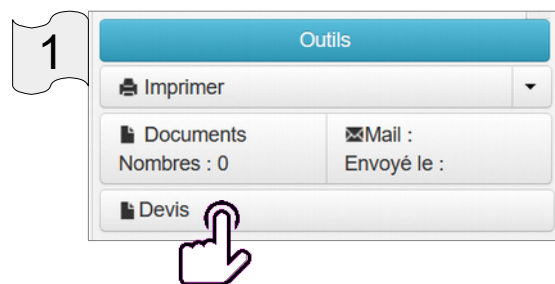 1
Outils
Imprimer
Documents
Nombres : 0
Mail :
Envoyé le :
Devis